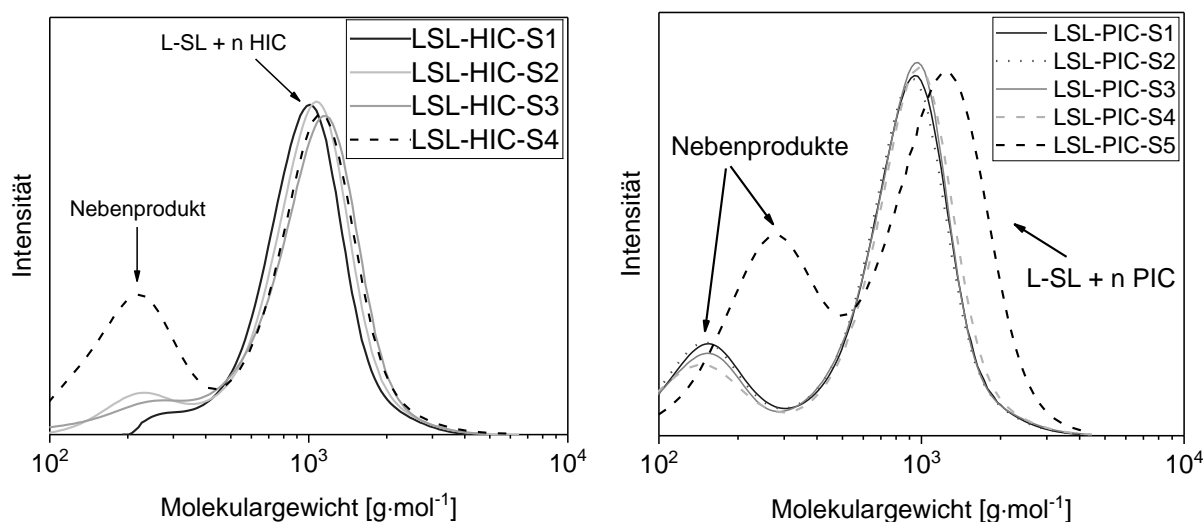 L-SL + n HIC
LSL-HIC-S1
LSL-HIC-S2
LSL-HIC-S3
LSL-HIC-S4
Nebenprodukt
Intensität
10²
10³
10⁴
Molekulargewicht [g·mol⁻¹]
LSL-PIC-S1
LSL-PIC-S2
LSL-PIC-S3
LSL-PIC-S4
LSL-PIC-S5
Nebenprodukte
L-SL + n PIC
Intensität
10²
10³
10⁴
Molekulargewicht [g·mol⁻¹]